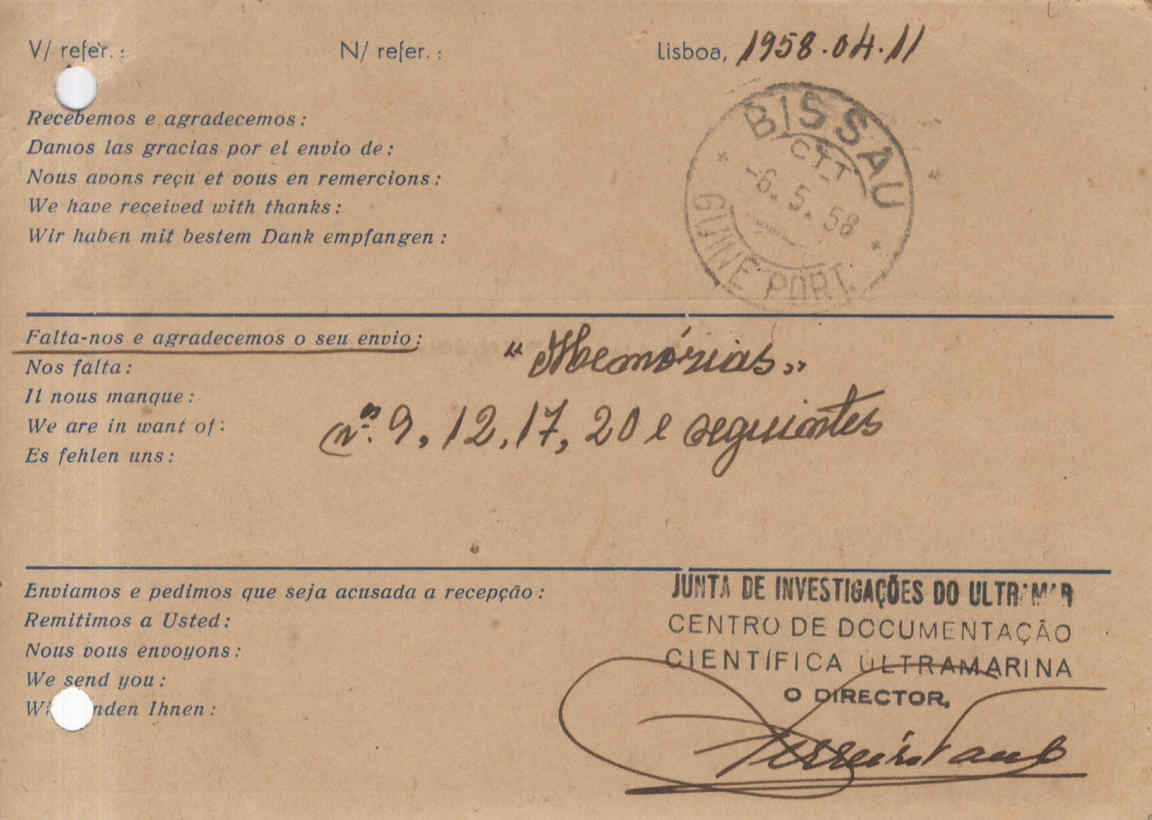 V/ refer. :
N/ refer. :
Lisboa, 1958.04.11
BISSAU
CTT
-6.5.58
GUINÉ PORT.
Recebemos e agradecemos :
Damos las gracias por el envio de :
Nous avons reçu et vous en remercions :
We have received with thanks :
Wir haben mit bestem Dank empfangen :
Falta-nos e agradecemos o seu envio :
Nos falta :
Il nous manque :
We are in want of :
Es fehlen uns :
"Memórias"
nºs. 9, 12, 17, 20 e seguintes
Enviamos e pedimos que seja acusada a recepção :
Remitimos a Usted :
Nous vous envoyons :
We send you :
Ihnen :
JUNTA DE INVESTIGAÇÕES DO ULTRAMAR
CENTRO DE DOCUMENTAÇÃO
CIENTÍFICA ULTRAMARINA
O DIRECTOR,